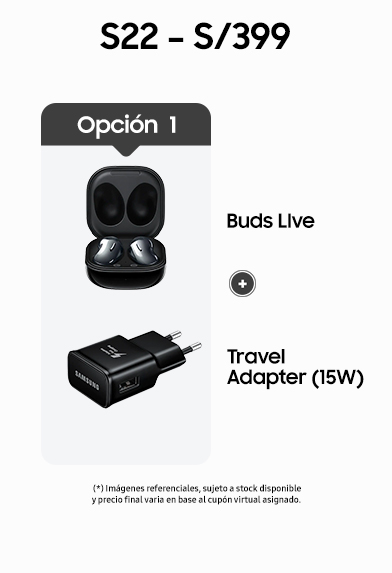 S22 – S/399
Opción 1
Buds Live
+
Travel
Adapter (15W)
SAMSUNG
(*) Imágenes referenciales, sujeto a stock disponible
y precio final varia en base al cupón virtual asignado.